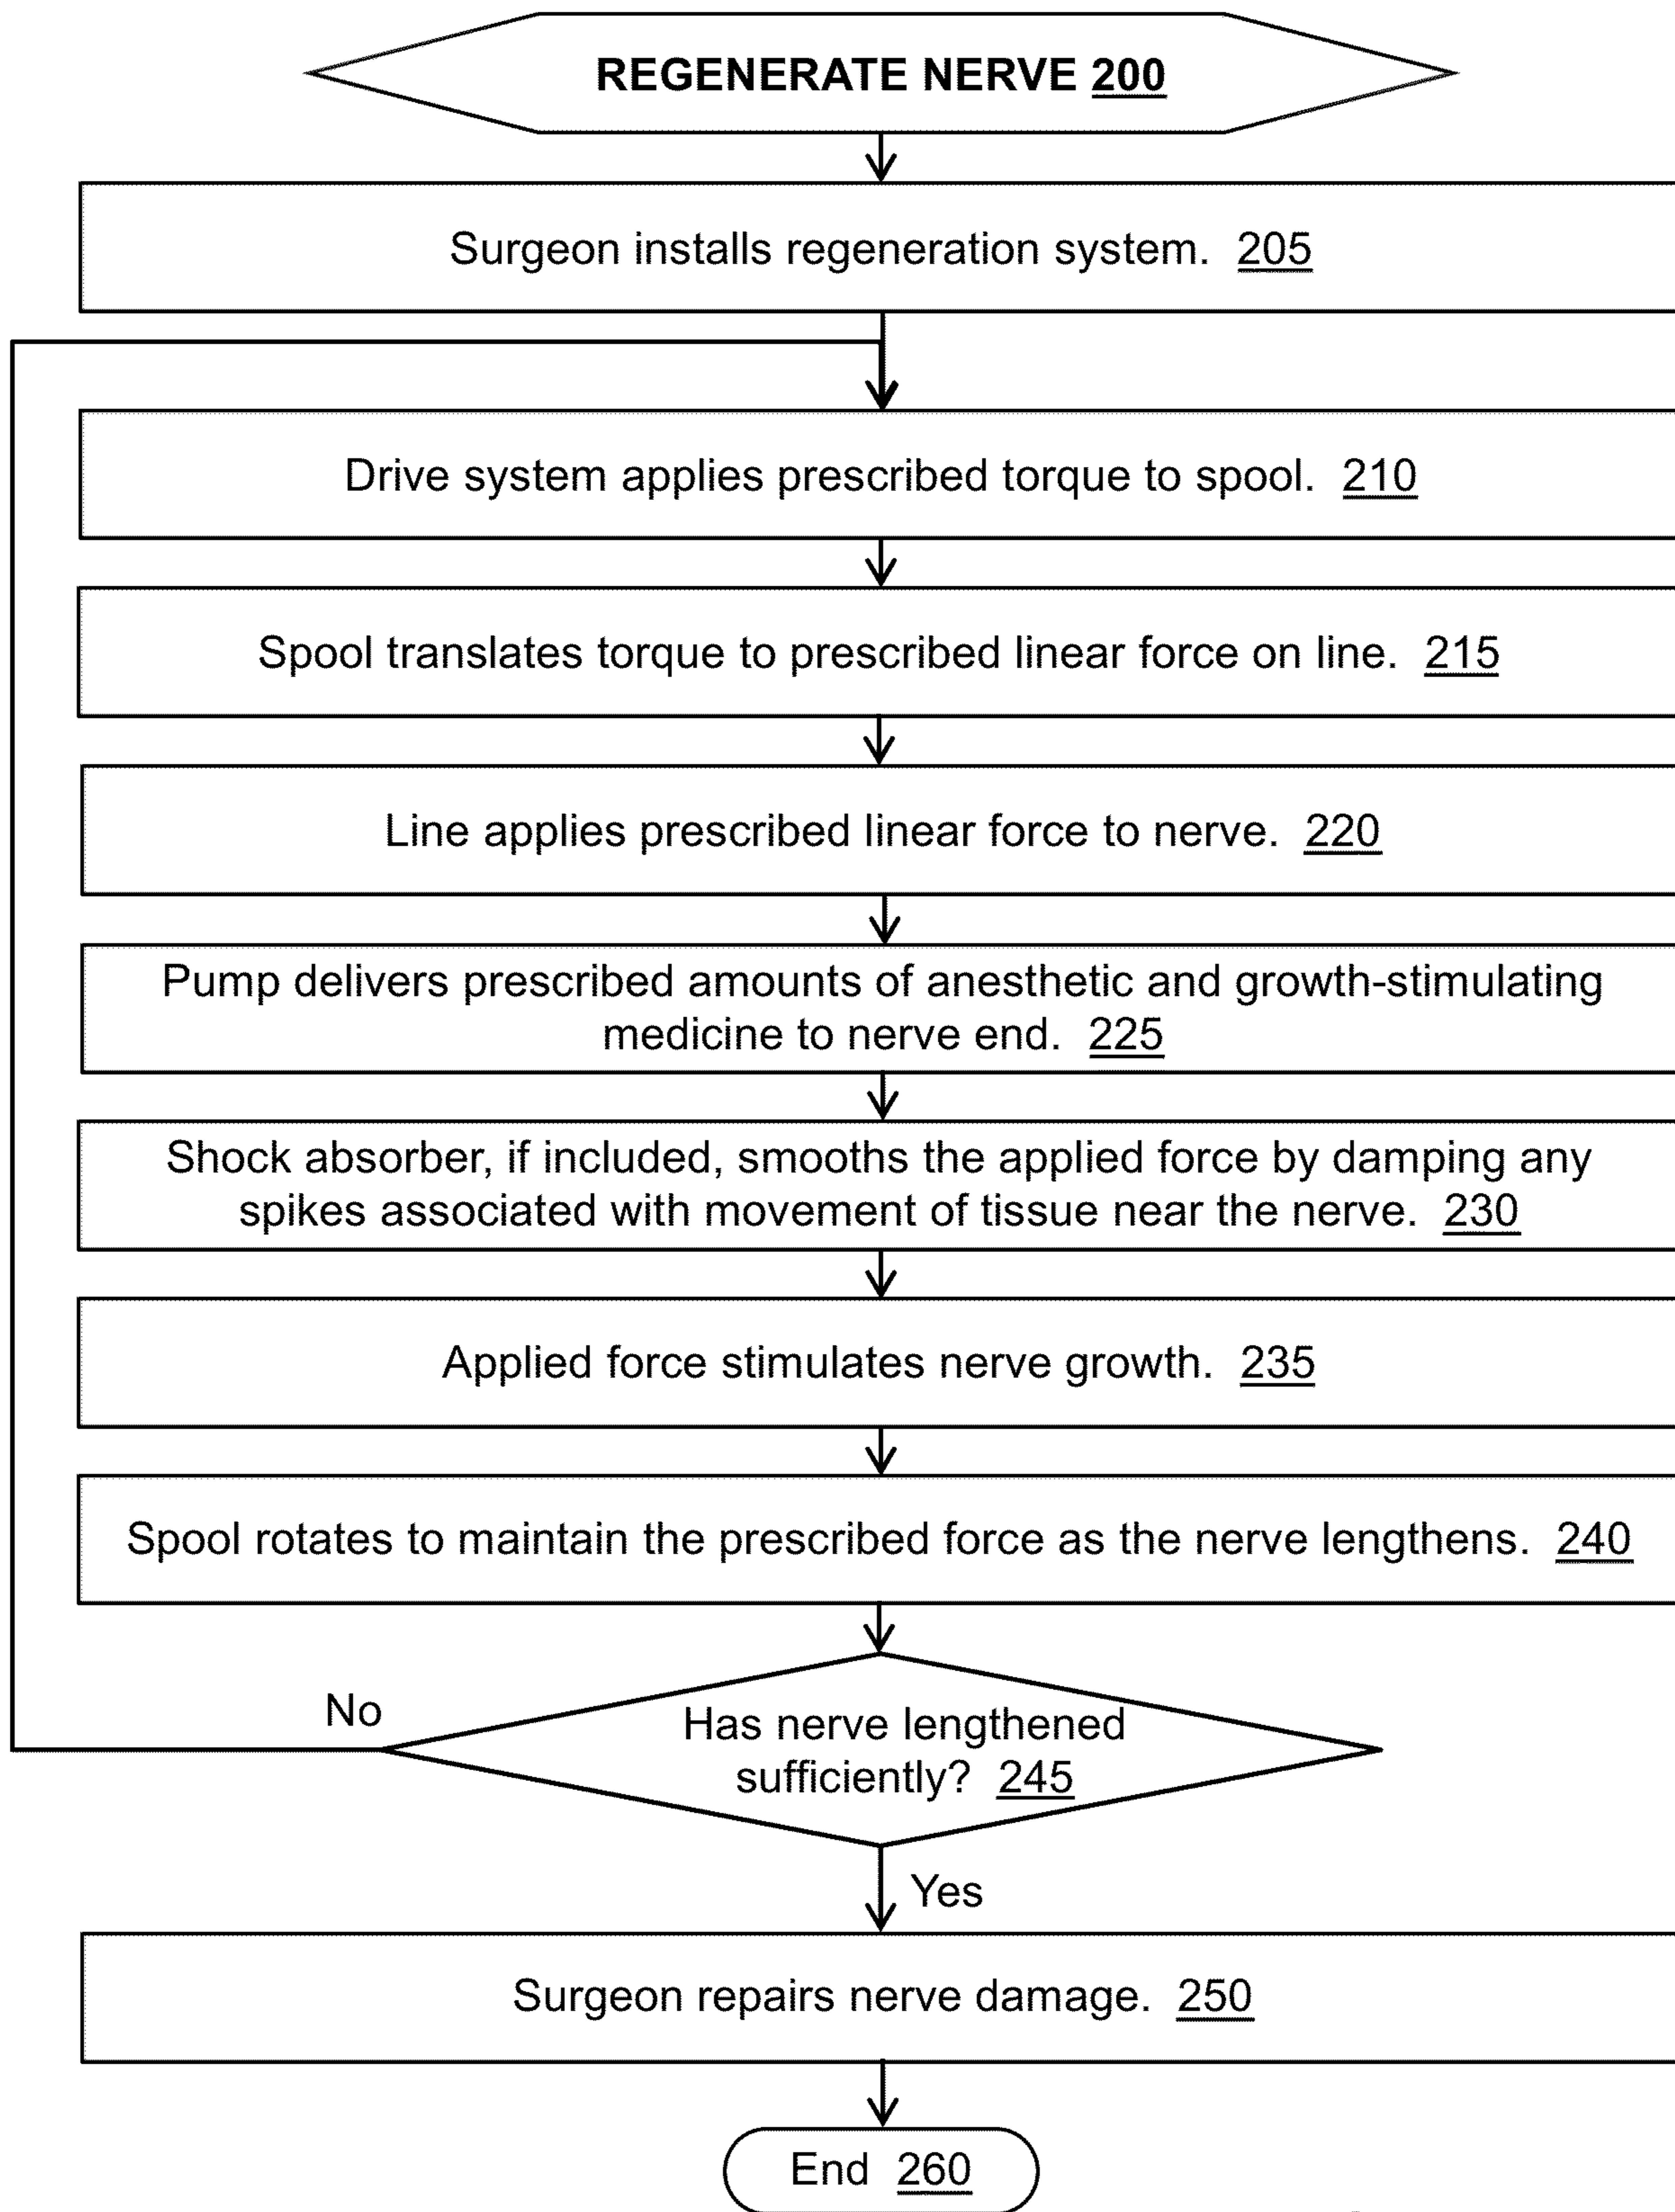 REGENERATE NERVE 200
Surgeon installs regeneration system. 205
Drive system applies prescribed torque to spool. 210
Spool translates torque to prescribed linear force on line. 215
Line applies prescribed linear force to nerve. 220
Pump delivers prescribed amounts of anesthetic and growth-stimulating
medicine to nerve end. 225
Shock absorber, if included, smooths the applied force by damping any
spikes associated with movement of tissue near the nerve. 230
Applied force stimulates nerve growth. 235
Spool rotates to maintain the prescribed force as the nerve lengthens. 240
No
Has nerve lengthened
sufficiently? 245
Yes
Surgeon repairs nerve damage. 250
End 260